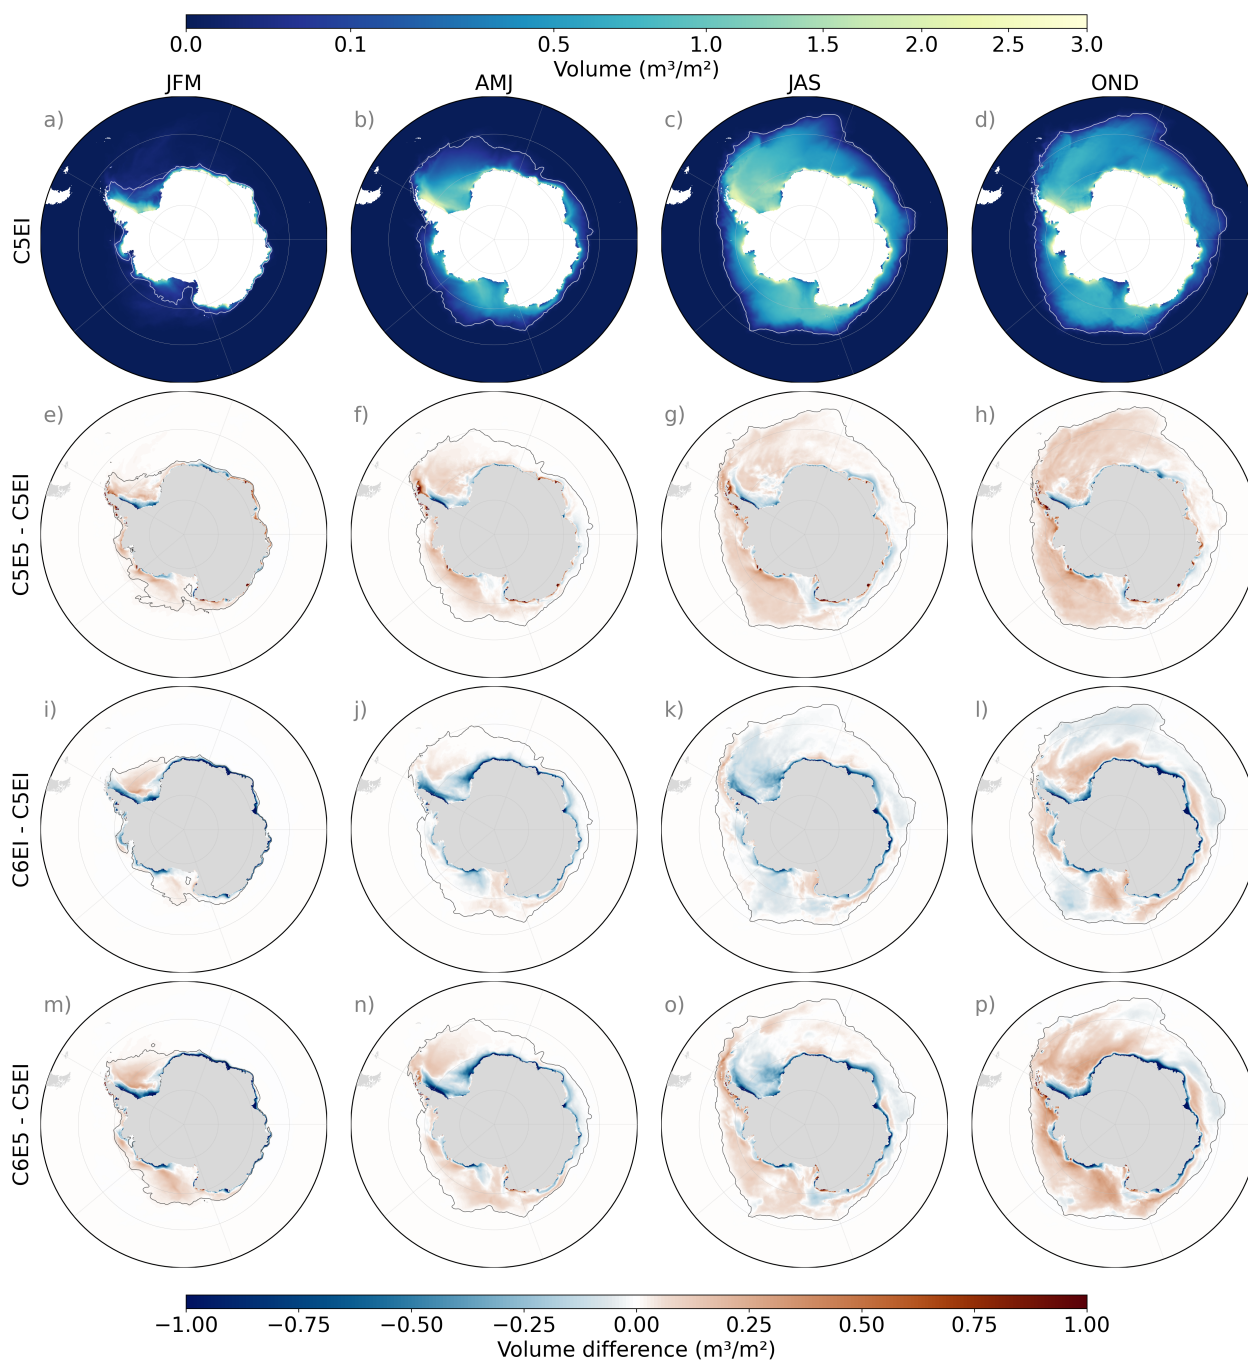 0.0 0.1 0.5 1.0 1.5 2.0 2.5 3.0
Volume (m³/m²)
JFM AMJ JAS OND
a) b) c) d)
C5EI
e) f) g) h)
C5E5 - C5EI
i) j) k) l)
C6EI - C5EI
m) n) o) p)
C6E5 - C5EI
−1.00 −0.75 −0.50 −0.25 0.00 0.25 0.50 0.75 1.00
Volume difference (m³/m²)